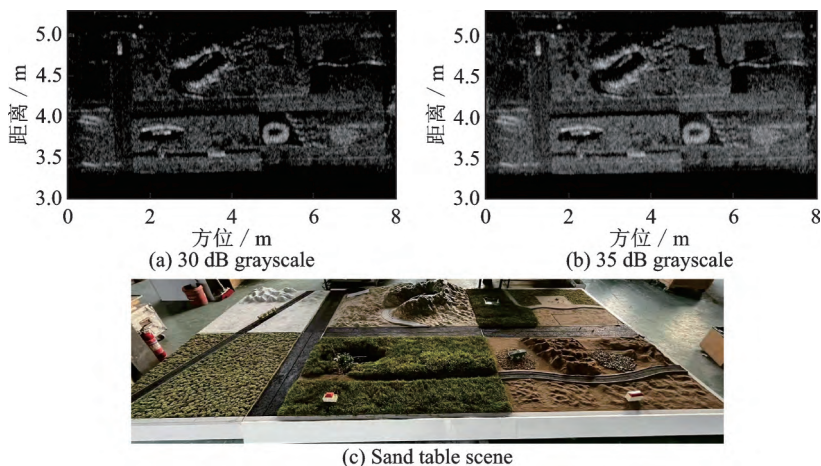 5.0
4.5
4.0
3.5
3.0
距离 / m
0 2 4 6 8
方位 / m
(a) 30 dB grayscale
5.0
4.5
4.0
3.5
3.0
距离 / m
0 2 4 6 8
方位 / m
(b) 35 dB grayscale
(c) Sand table scene